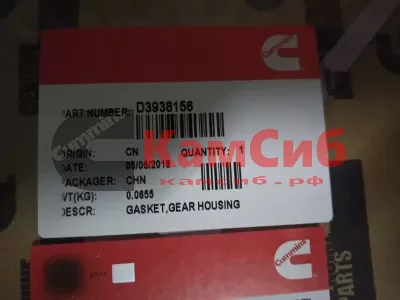 PART NUMBER: D3938156
cummins
ORIGIN: CN QUANTITY: 1
DATE: 05/06/2018
КамСиб
PACKAGER: CHN
камсиб.рф
WT(KG): 0.0655
DESCR: GASKET,GEAR HOUSING
cummins
PARTS